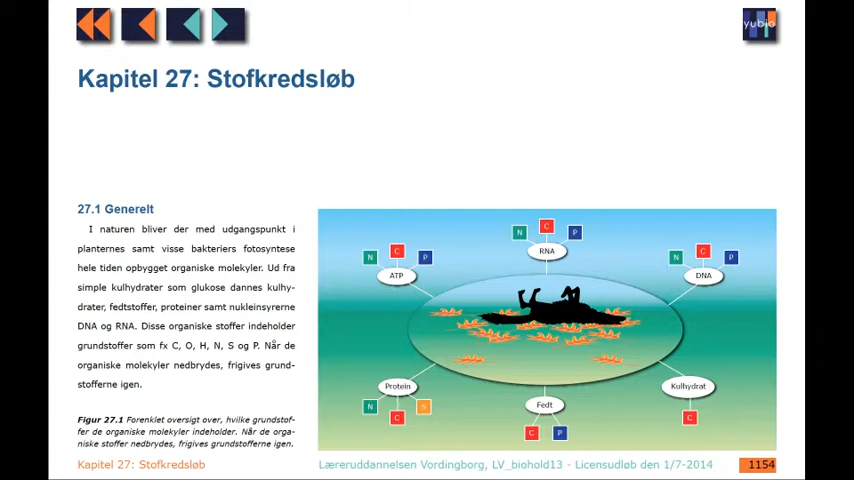 yubio
Kapitel 27: Stofkredsløb
27.1 Generelt
I naturen bliver der med udgangspunkt i
planternes samt visse bakteriers fotosyntese
hele tiden opbygget organiske molekyler. Ud fra
simple kulhydrater som glukose dannes kulhy-
drater, fedtstoffer, proteiner samt nukleinsyrerne
DNA og RNA. Disse organiske stoffer indeholder
grundstoffer som fx C, O, H, N, S og P. Når de
organiske molekyler nedbrydes, frigives grund-
stofferne igen.
Figur 27.1 Forenklet oversigt over, hvilke grundstof-
fer de organiske molekyler indeholder. Når de orga-
niske stoffer nedbrydes, frigives grundstofferne igen.
N C P
RNA
N C P
ATP
N C P
DNA
Protein
N C S
Fedt
C P
Kulhydrat
C
Kapitel 27: Stofkredsløb
Læreruddannelsen Vordingborg, LV_biohold13 - Licensudløb den 1/7-2014
1154